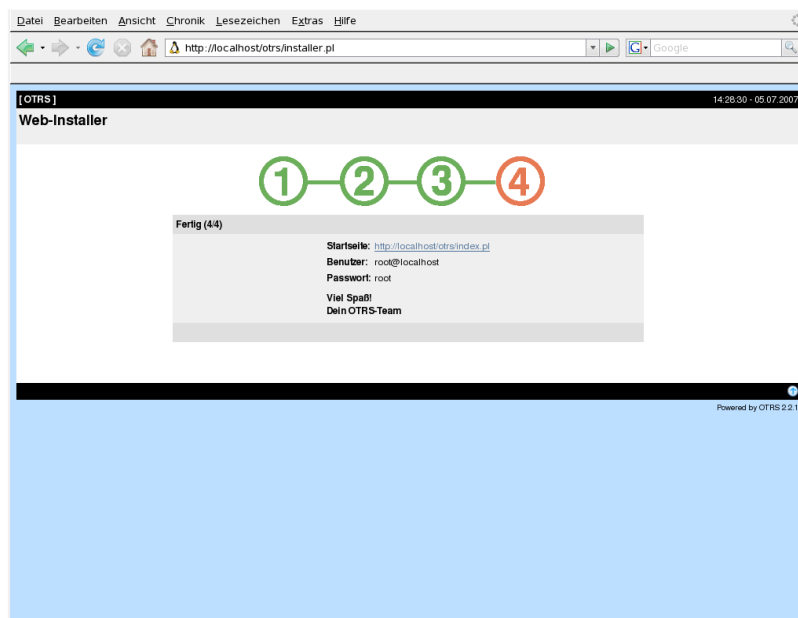 Datei Bearbeiten Ansicht Chronik Lesezeichen Extras Hilfe
http://localhost/otrs/installer.pl
G Google
[ OTRS ] 14:28:30 - 05.07.2007
Web-Installer
1 2 3 4
Fertig (4/4)
Startseite: http://localhost/otrs/index.pl
Benutzer: root@localhost
Passwort: root
Viel Spaß!
Dein OTRS-Team
Powered by OTRS 2.2.1